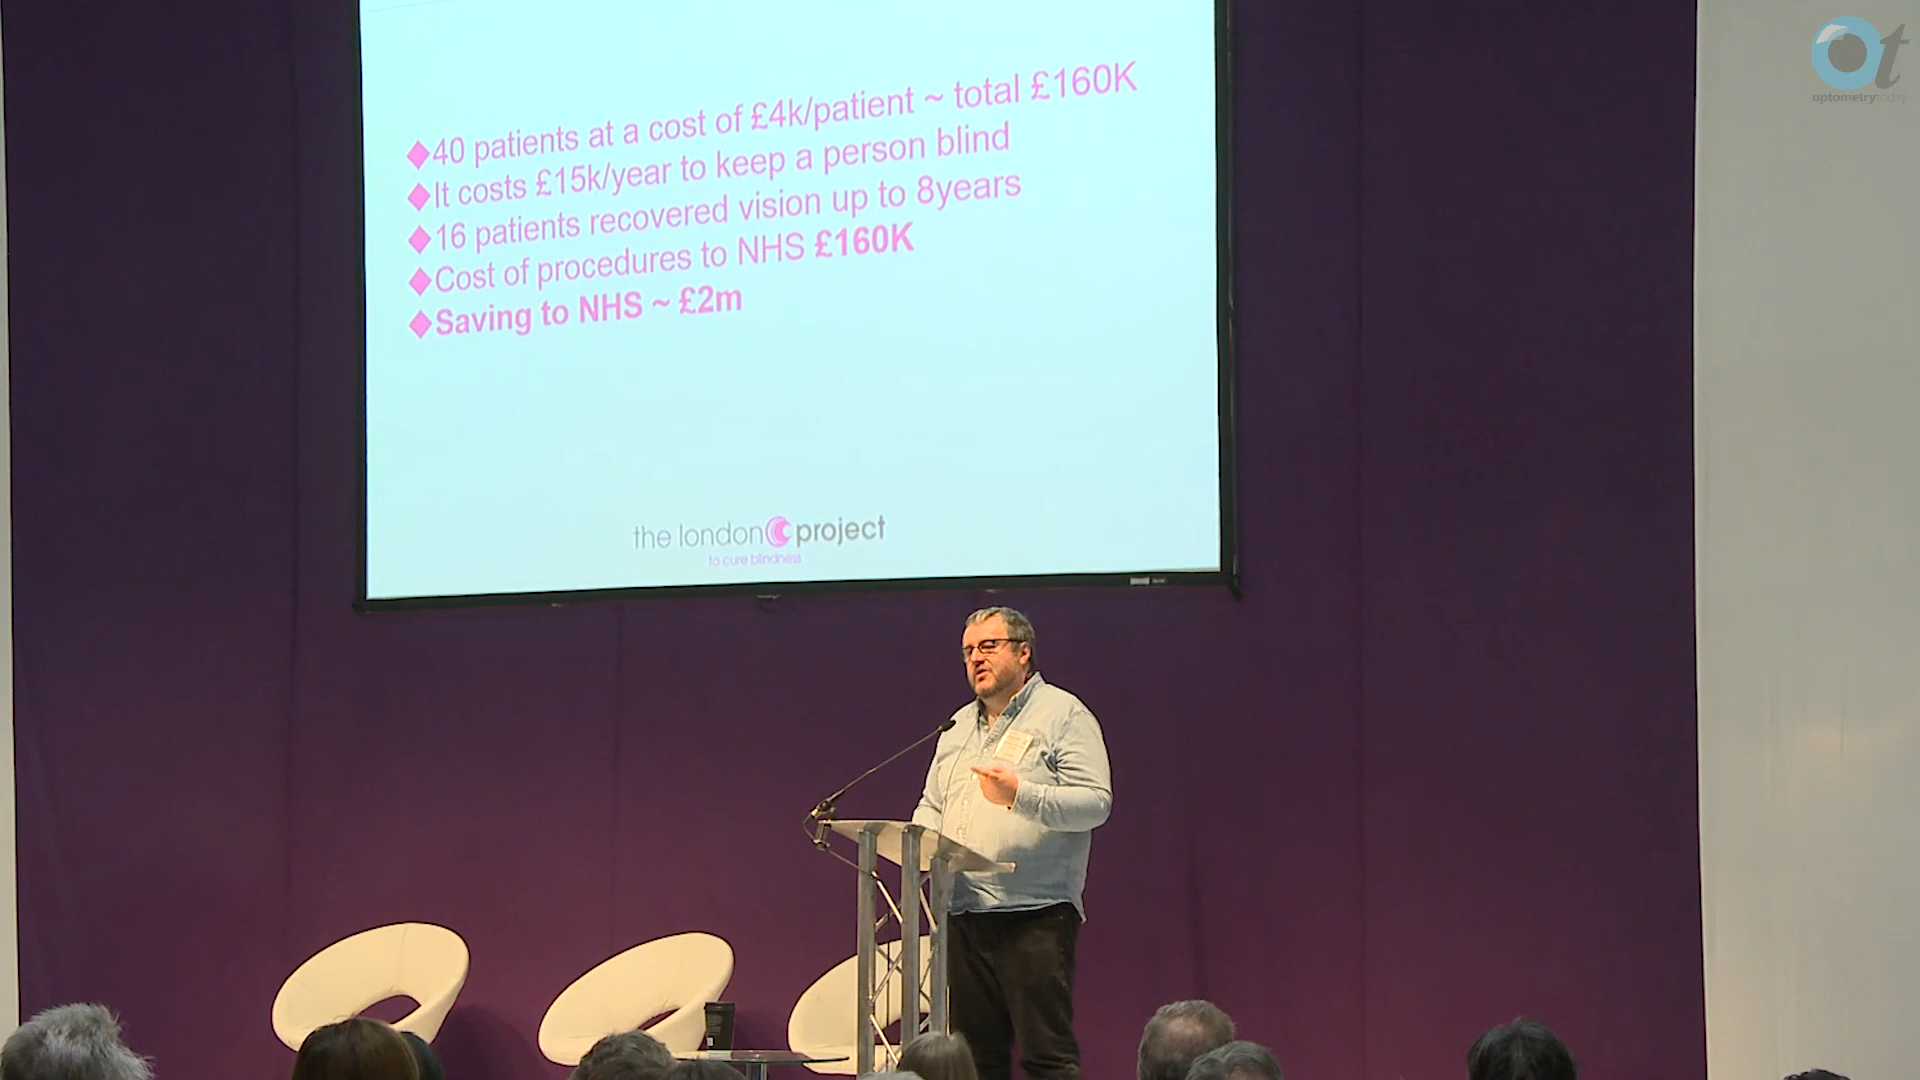 ◆40 patients at a cost of £4k/patient ~ total £160K
◆It costs £15k/year to keep a person blind
◆16 patients recovered vision up to 8years
◆Cost of procedures to NHS £160K
◆Saving to NHS ~ £2m
the london project
to cure blindness
ot
optometrytoday